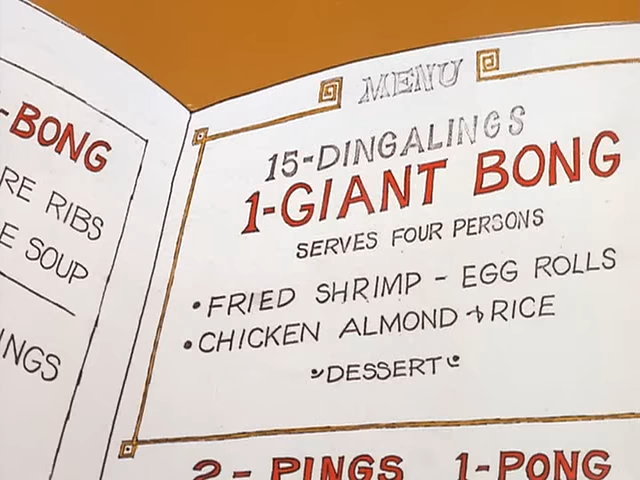 -BONG
RE RIBS
E SOUP
INGS
MENU
15-DINGALINGS
1-GIANT BONG
SERVES FOUR PERSONS
• FRIED SHRIMP - EGG ROLLS
• CHICKEN ALMOND & RICE
DESSERT
2 - PINGS 1-PONG